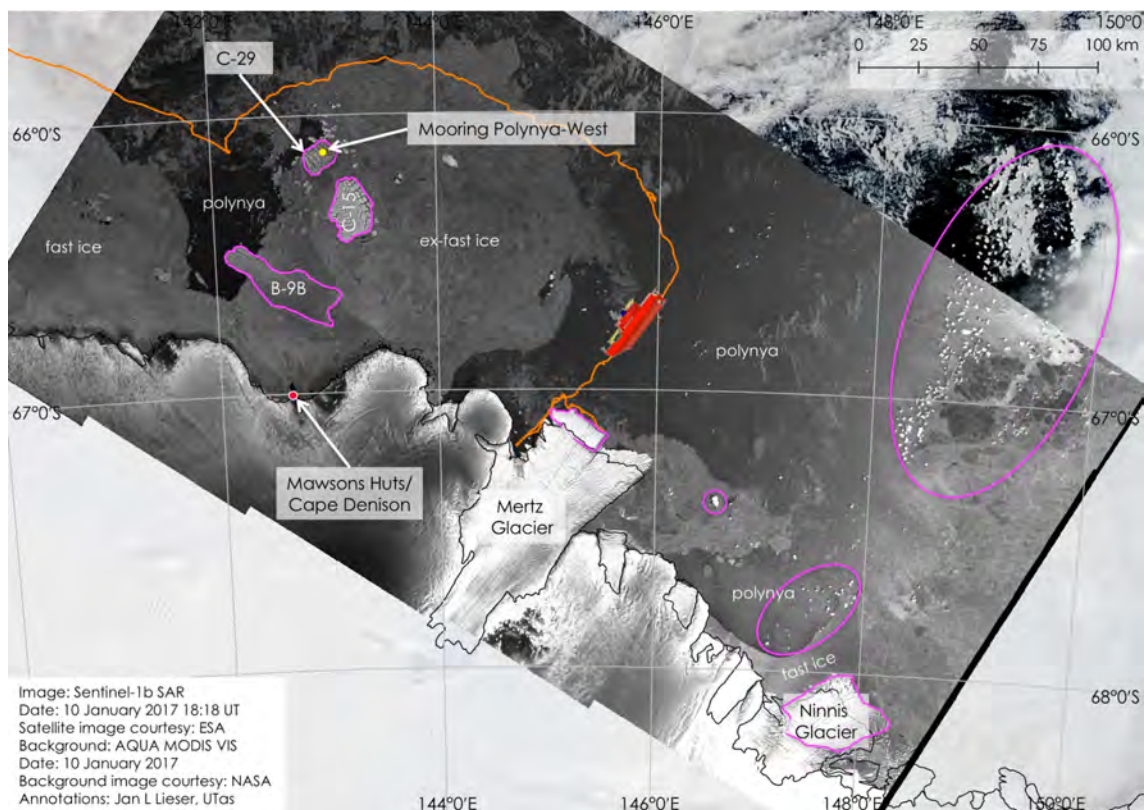 142°0'E
144°0'E
146°0'E
148°0'E
150°0'
0 25 50 75 100 km
C-29
Mooring Polynya-West
66°0'S
66°0'S
polynya
C-15
fast ice
ex-fast ice
B-9B
polynya
67°0'S
67°0'S
Mawsons Huts/
Cape Denison
Mertz
Glacier
polynya
fast ice
68°0'S
Ninnis
Glacier
Image: Sentinel-1b SAR
Date: 10 January 2017 18:18 UT
Satellite image courtesy: ESA
Background: AQUA MODIS VIS
Date: 10 January 2017
Background image courtesy: NASA
Annotations: Jan L Lieser, UTas
144°0'E
146°0'E
148°0'E
150°0'E